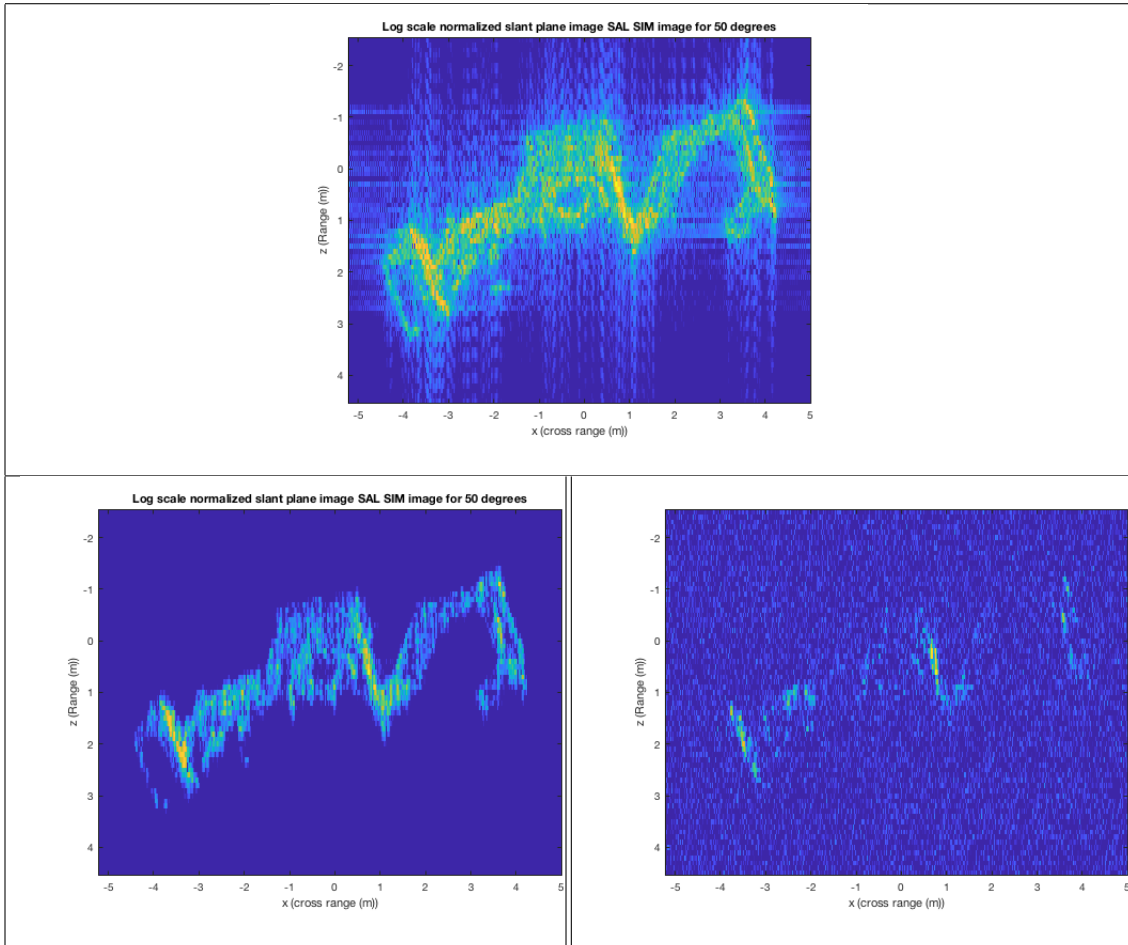 Log scale normalized slant plane image SAL SIM image for 50 degrees
-2
-1
0
1
2
3
4
z (Range (m))
-5 -4 -3 -2 -1 0 1 2 3 4 5
x (cross range (m))
Log scale normalized slant plane image SAL SIM image for 50 degrees
-2
-1
0
1
2
3
4
z (Range (m))
-5 -4 -3 -2 -1 0 1 2 3 4 5
x (cross range (m))
-2
-1
0
1
2
3
4
z (Range (m))
-5 -4 -3 -2 -1 0 1 2 3 4 5
x (cross range (m))